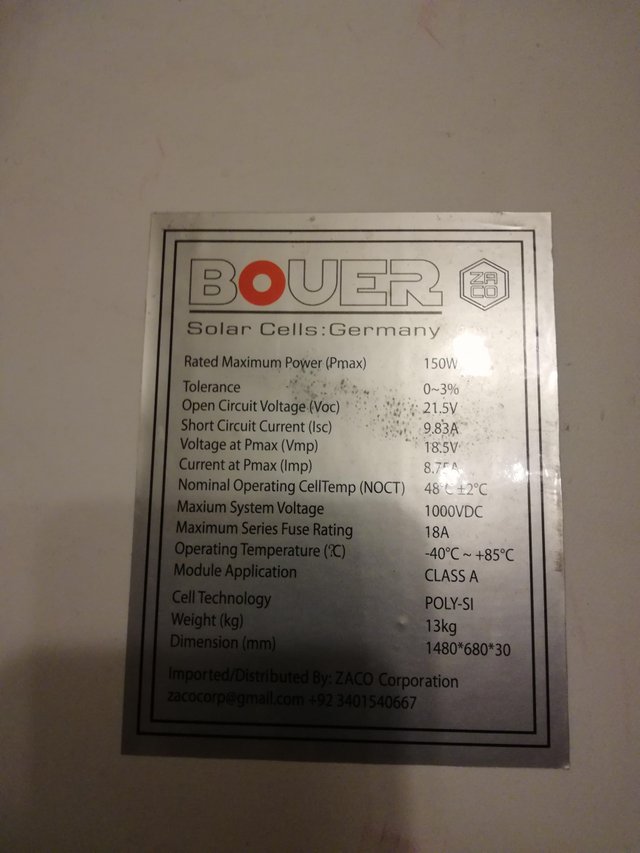 BOUER
ZA
CO
Solar Cells:Germany
Rated Maximum Power (Pmax) 150W
Tolerance 0~3%
Open Circuit Voltage (Voc) 21.5V
Short Circuit Current (Isc) 9.83A
Voltage at Pmax (Vmp) 18.5V
Current at Pmax (Imp)
Nominal Operating CellTemp (NOCT) 48°C ±2°C
Maxium System Voltage 1000VDC
Maximum Series Fuse Rating 18A
Operating Temperature (℃) -40°C ~ +85°C
Module Application CLASS A
Cell Technology POLY-SI
Weight (kg) 13kg
Dimension (mm) 1480*680*30
Imported/Distributed By: ZACO Corporation
zacocorp@gmail.com +92 3401540667